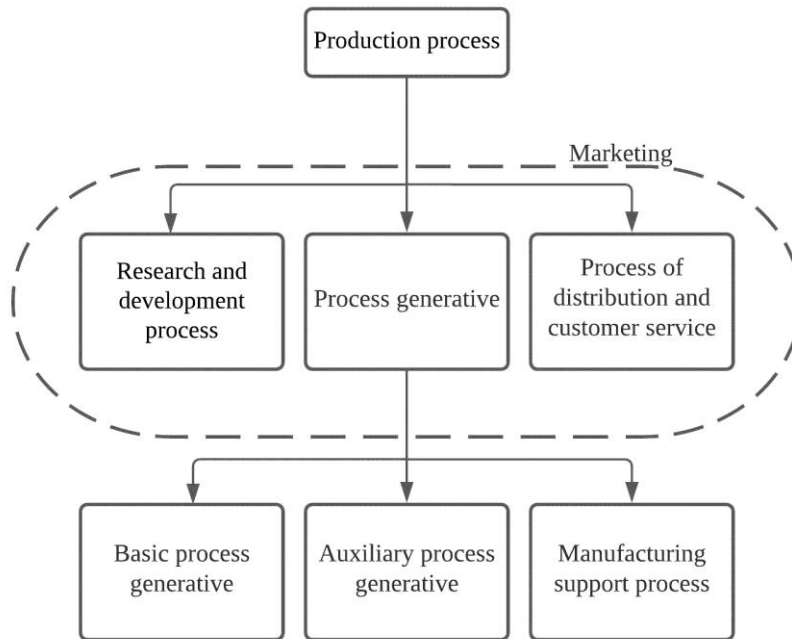 Production process
Marketing
Research and
development
process
Process generative
Process of
distribution and
customer service
Basic process
generative
Auxiliary process
generative
Manufacturing
support process